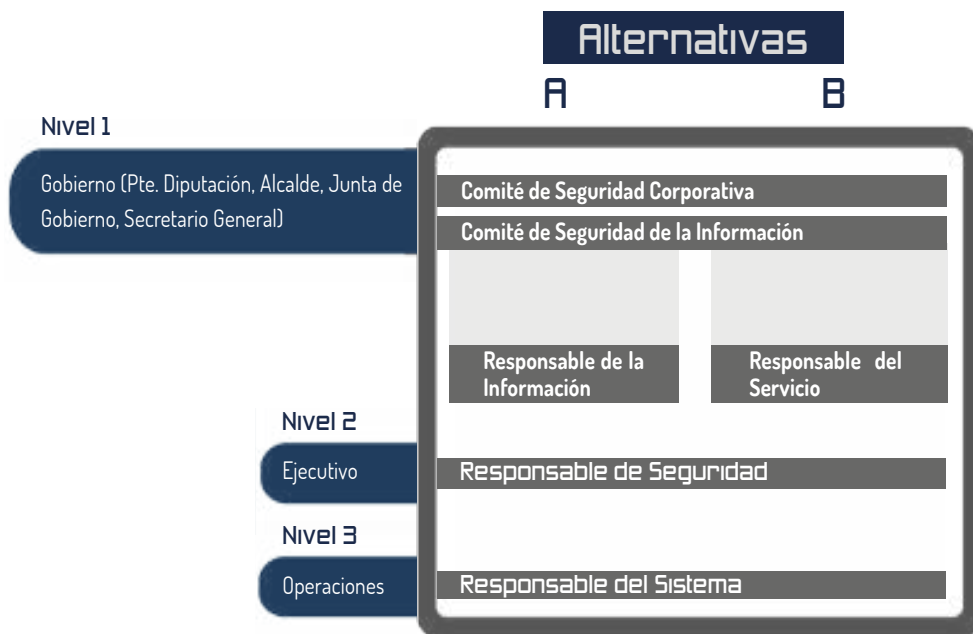 Alternativas
A
B
Nivel 1
Gobierno (Pte. Diputación, Alcalde, Junta de
Gobierno, Secretario General)
Comité de Seguridad Corporativa
Comité de Seguridad de la Información
Responsable de la
Información
Responsable del
Servicio
Nivel 2
Ejecutivo
Responsable de Seguridad
Nivel 3
Operaciones
Responsable del Sistema